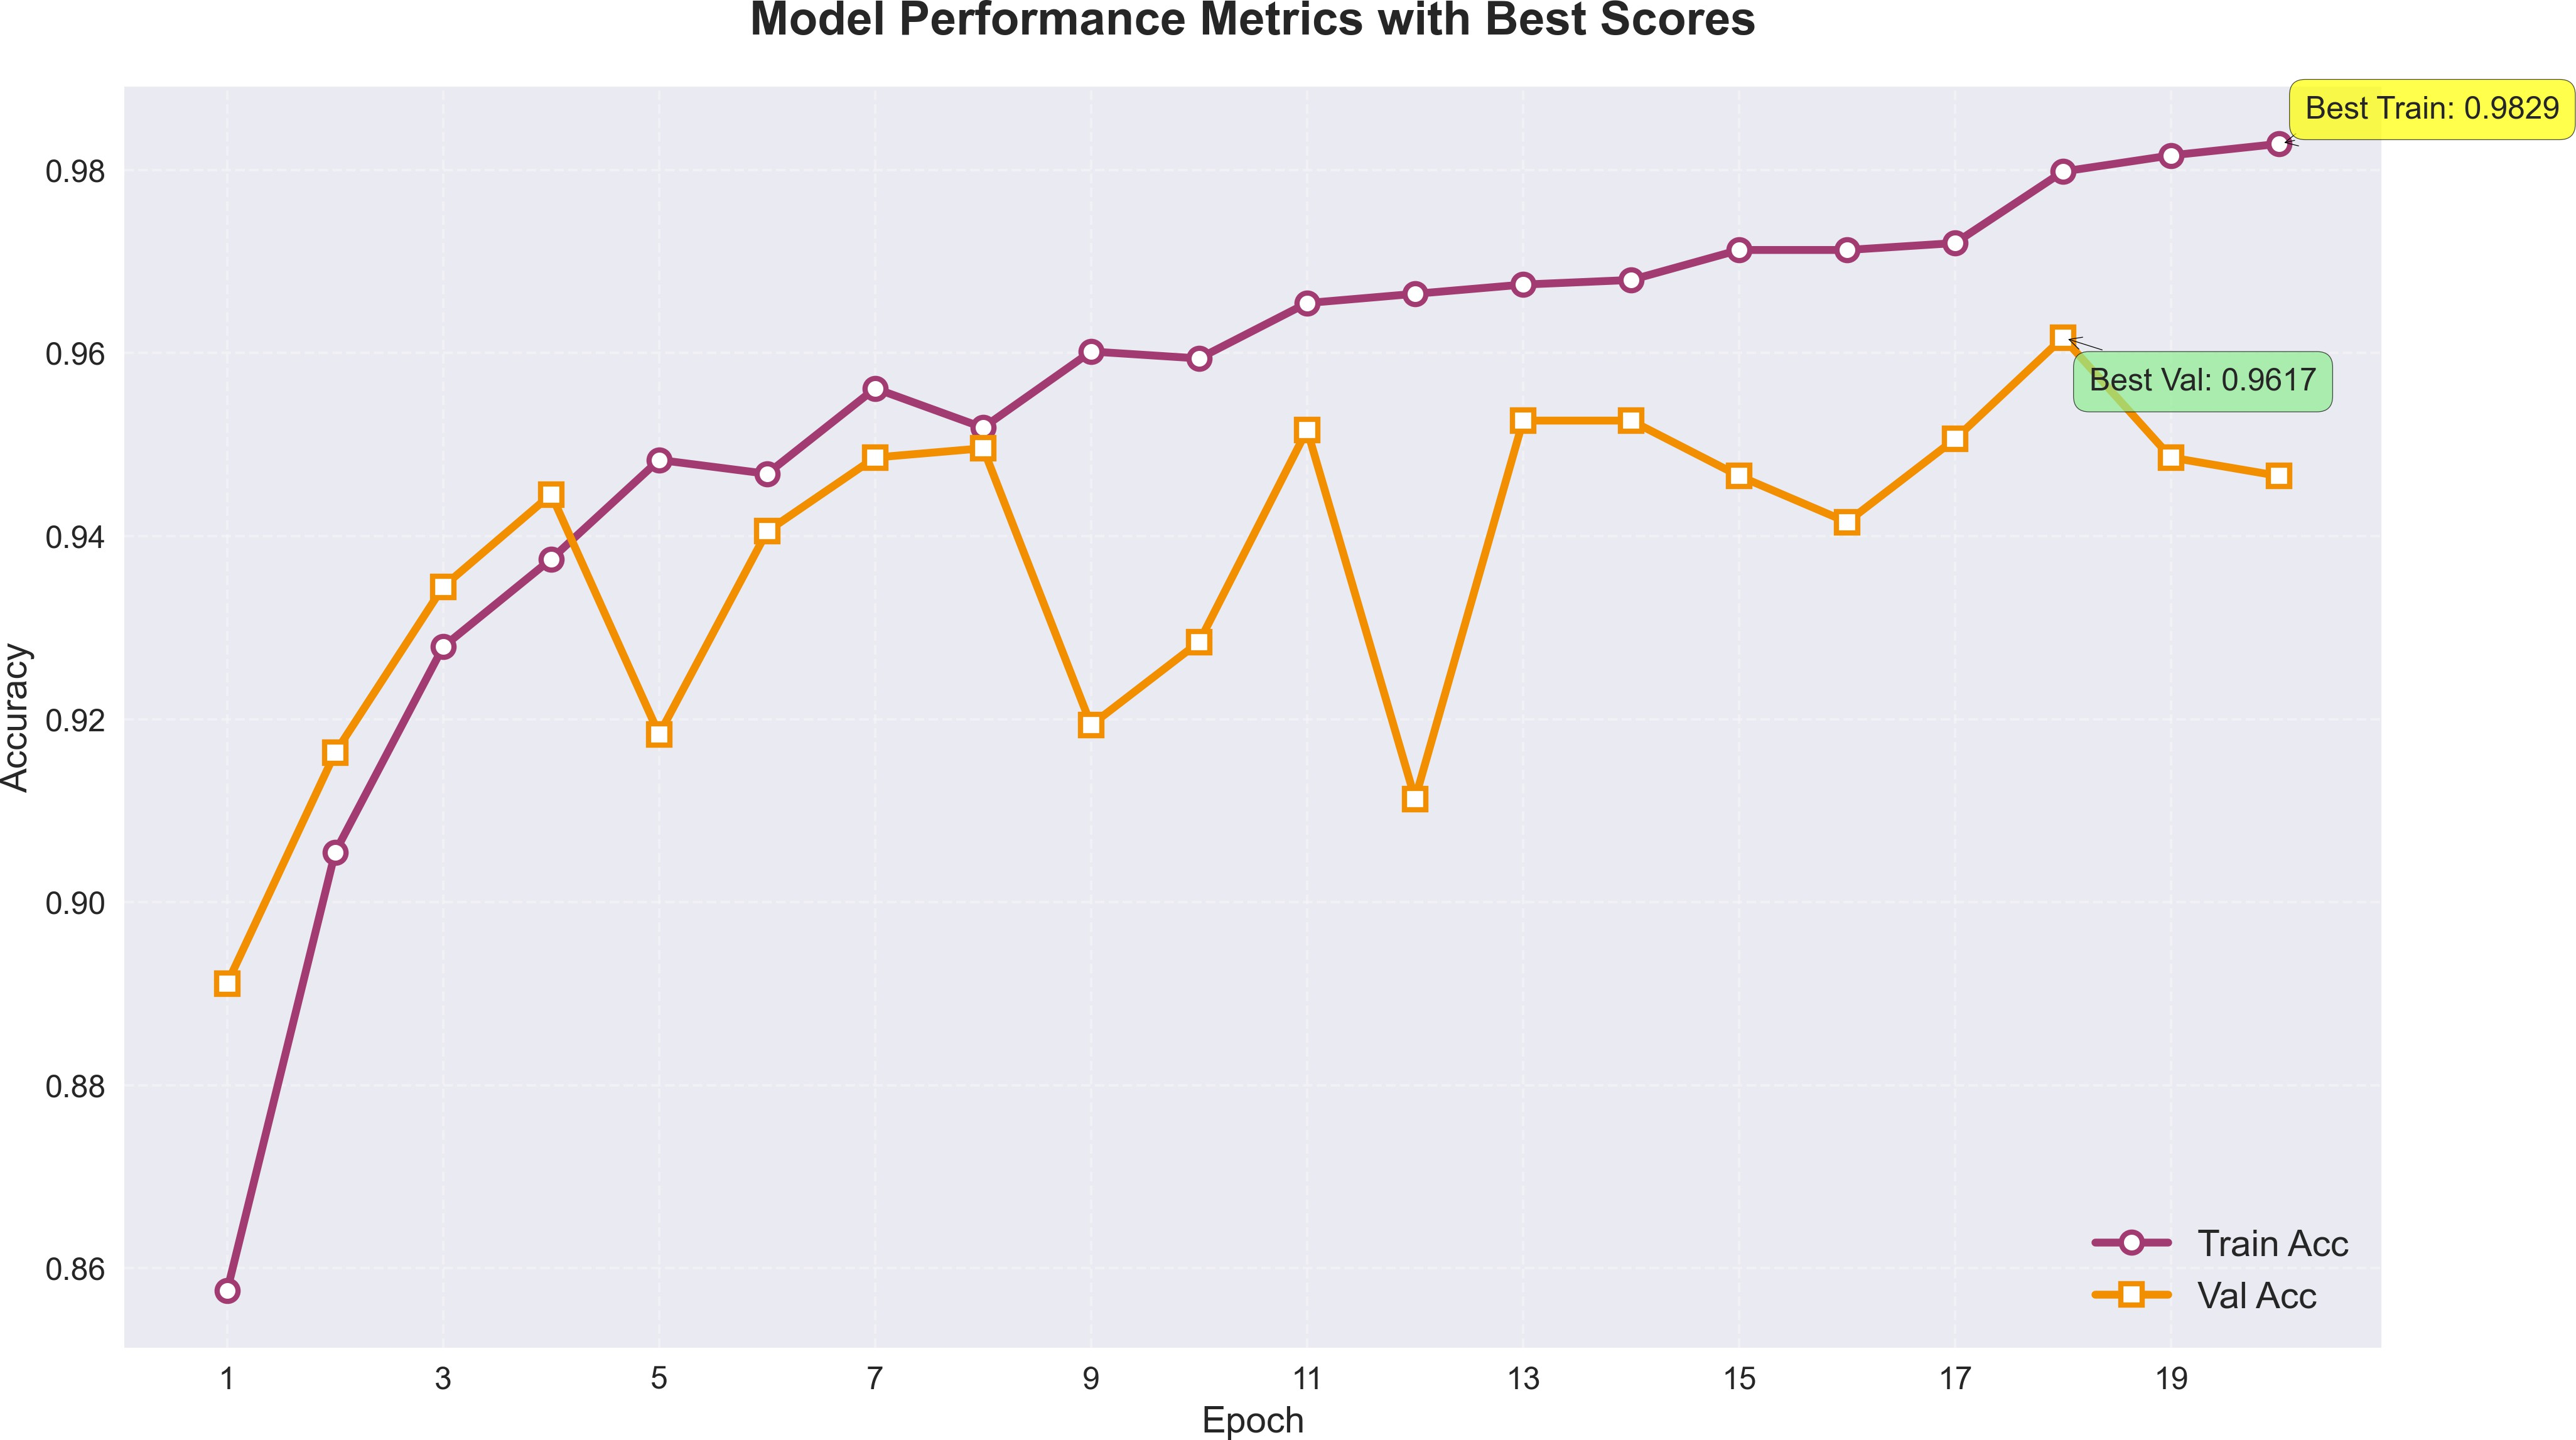 Model Performance Metrics with Best Scores
Best Train: 0.9829
Best Val: 0.9617
Accuracy
0.98
0.96
0.94
0.92
0.90
0.88
0.86
Train Acc
Val Acc
1 3 5 7 9 11 13 15 17 19
Epoch